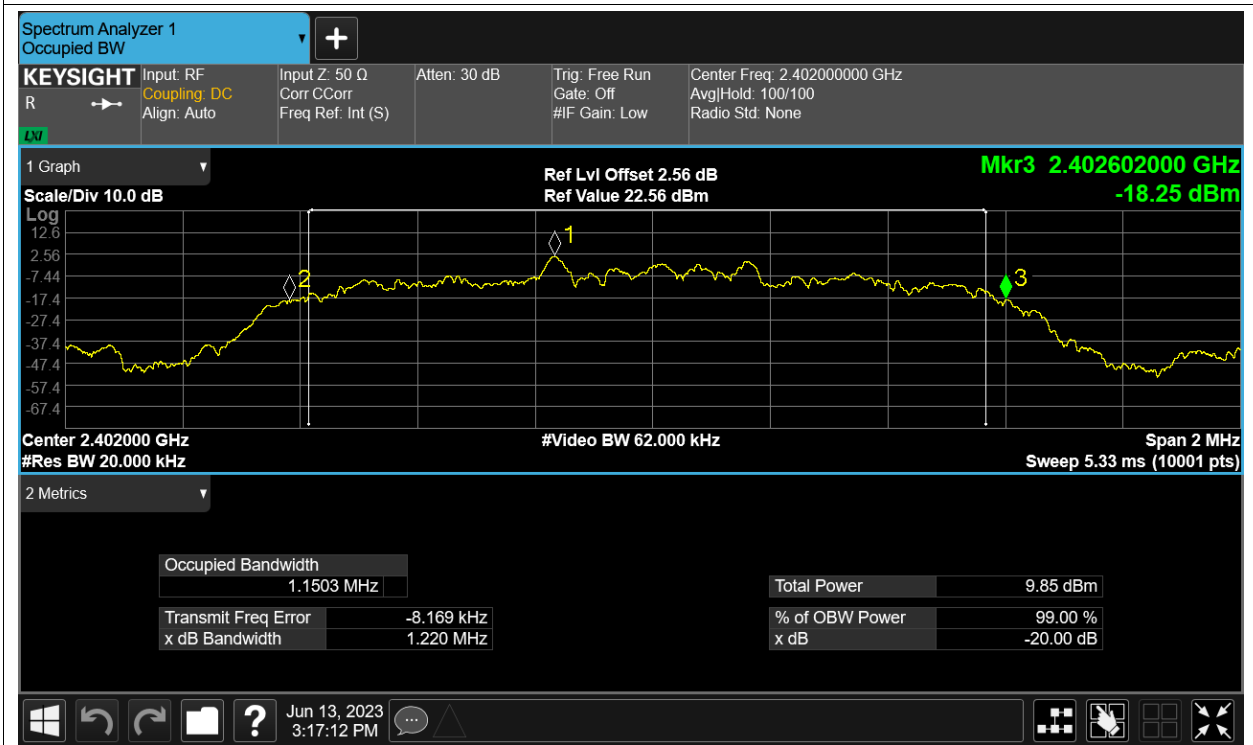 Spectrum Analyzer 1
Occupied BW
KEYSIGHT
R
LXI
Input: RF
Coupling: DC
Align: Auto
Input Z: 50 Ω
Corr CCorr
Freq Ref: Int (S)
Atten: 30 dB
Trig: Free Run
Gate: Off
#IF Gain: Low
Center Freq: 2.402000000 GHz
Avg|Hold: 100/100
Radio Std: None
1 Graph
Scale/Div 10.0 dB
Ref Lvl Offset 2.56 dB
Ref Value 22.56 dBm
Mkr3 2.402602000 GHz
-18.25 dBm
Log
12.6
2.56
-7.44
-17.4
-27.4
-37.4
-47.4
-57.4
-67.4
1
2
3
Center 2.402000 GHz
#Res BW 20.000 kHz
#Video BW 62.000 kHz
Span 2 MHz
Sweep 5.33 ms (10001 pts)
2 Metrics
Occupied Bandwidth
1.1503 MHz
Transmit Freq Error -8.169 kHz
x dB Bandwidth 1.220 MHz
Total Power 9.85 dBm
% of OBW Power 99.00 %
x dB -20.00 dB
?
Jun 13, 2023
3:17:12 PM